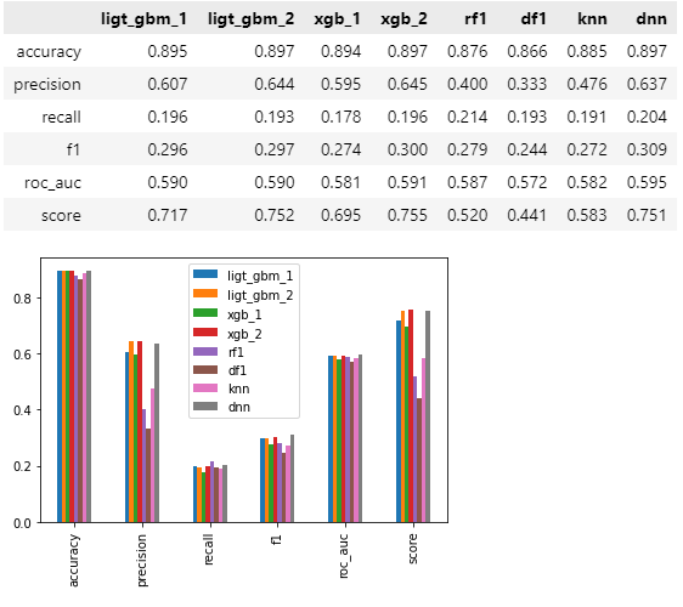 ligt_gbm_1 ligt_gbm_2 xgb_1 xgb_2 rf1 df1 knn dnn
accuracy 0.895 0.897 0.894 0.897 0.876 0.866 0.885 0.897
precision 0.607 0.644 0.595 0.645 0.400 0.333 0.476 0.637
recall 0.196 0.193 0.178 0.196 0.214 0.193 0.191 0.204
f1 0.296 0.297 0.274 0.300 0.279 0.244 0.272 0.309
roc_auc 0.590 0.590 0.581 0.591 0.587 0.572 0.582 0.595
score 0.717 0.752 0.695 0.755 0.520 0.441 0.583 0.751
ligt_gbm_1
ligt_gbm_2
xgb_1
xgb_2
rf1
df1
knn
dnn
0.8
0.6
0.4
0.2
0.0
accuracy
precision
recall
f1
roc_auc
score